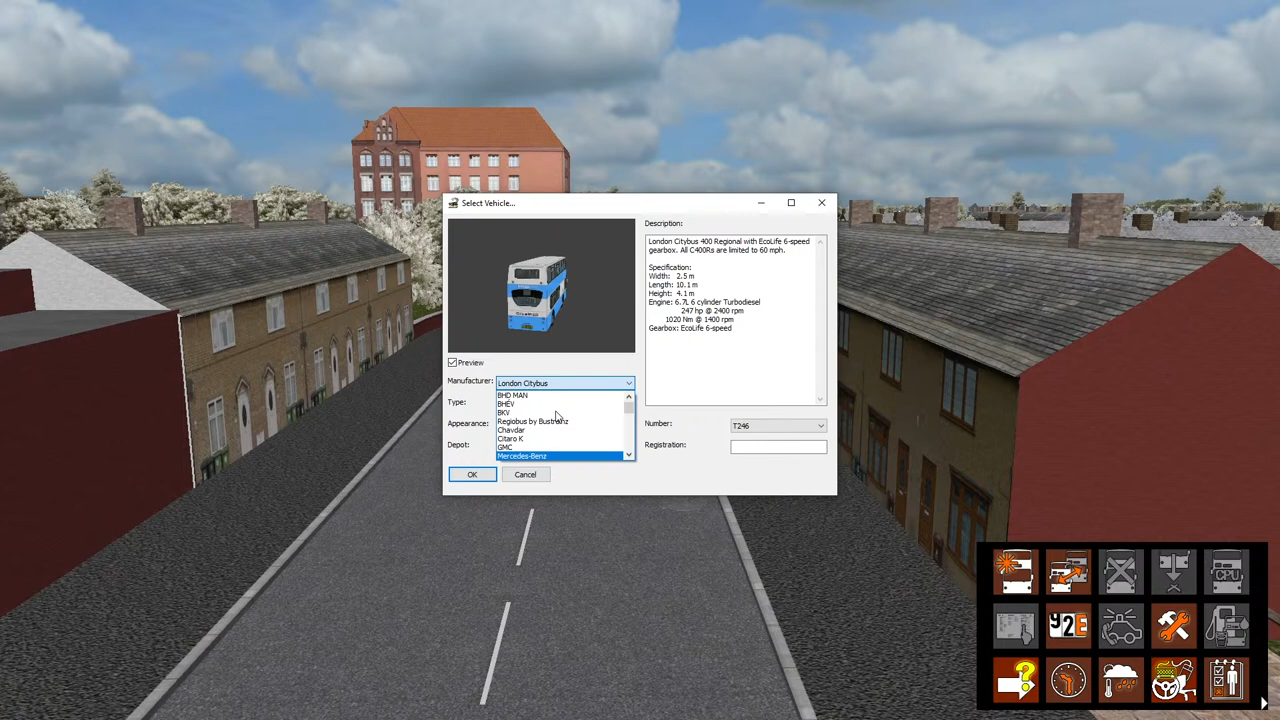 Select Vehicle...
Description:
London Citybus 400 Regional with EcoLife 6-speed
gearbox. All C400Rs are limited to 60 mph.
Specification:
Width: 2.5 m
Length: 10.1 m
Height: 4.1 m
Engine: 6.7L 6 cylinder Turbodiesel
247 hp @ 2400 rpm
1020 Nm @ 1400 rpm
Gearbox: EcoLife 6-speed
Preview
Manufacturer: London Citybus
BHD MAN
BHÉV
BKV
Regiobus by Bustrainz
Chavdar
Citaro K
GMC
Mercedes-Benz
Type:
Appearance:
Depot:
Number: T246
Registration:
OK Cancel
CPU
92E